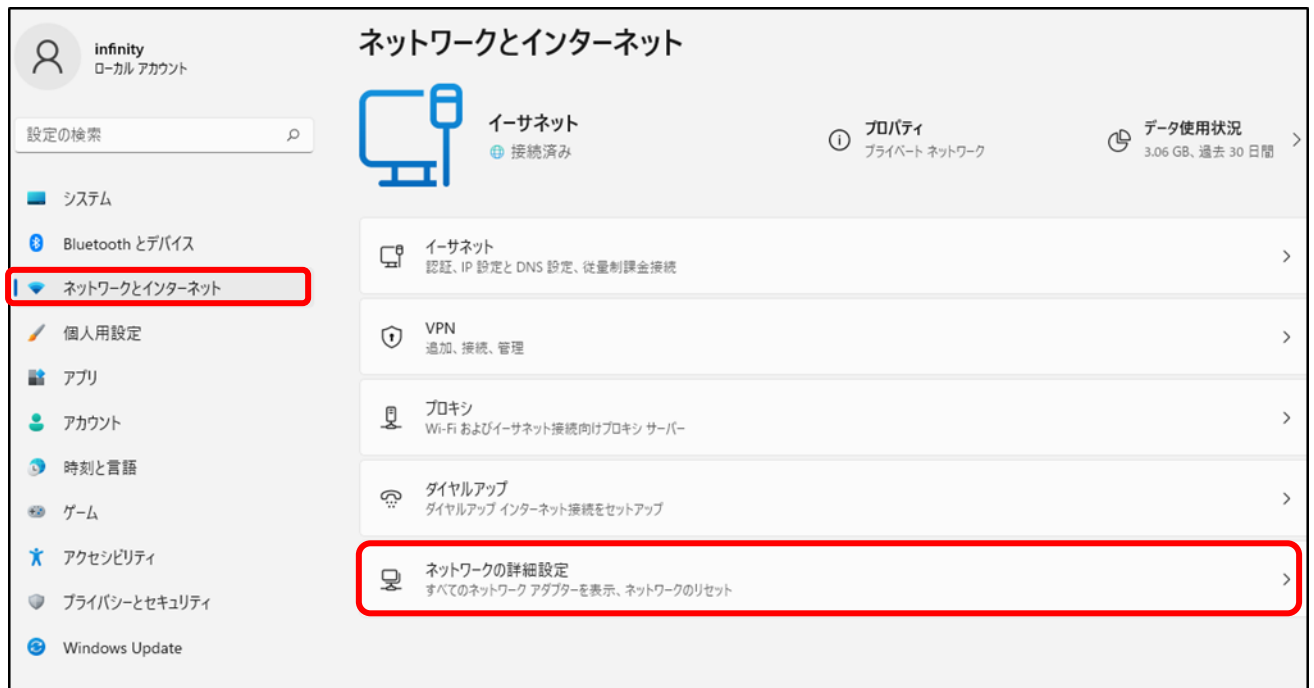 infinity
ローカル アカウント
設定の検索
システム
Bluetooth とデバイス
ネットワークとインターネット
個人用設定
アプリ
アカウント
時刻と言語
ゲーム
アクセシビリティ
プライバシーとセキュリティ
Windows Update
ネットワークとインターネット
イーサネット
接続済み
プロパティ
プライベート ネットワーク
データ使用状況
3.06 GB、過去 30 日間
イーサネット
認証、IP 設定と DNS 設定、従量制課金接続
VPN
追加、接続、管理
プロキシ
Wi-Fi およびイーサネット接続向けプロキシ サーバー
ダイヤルアップ
ダイヤルアップ インターネット接続をセットアップ
ネットワークの詳細設定
すべてのネットワーク アダプターを表示、ネットワークのリセット